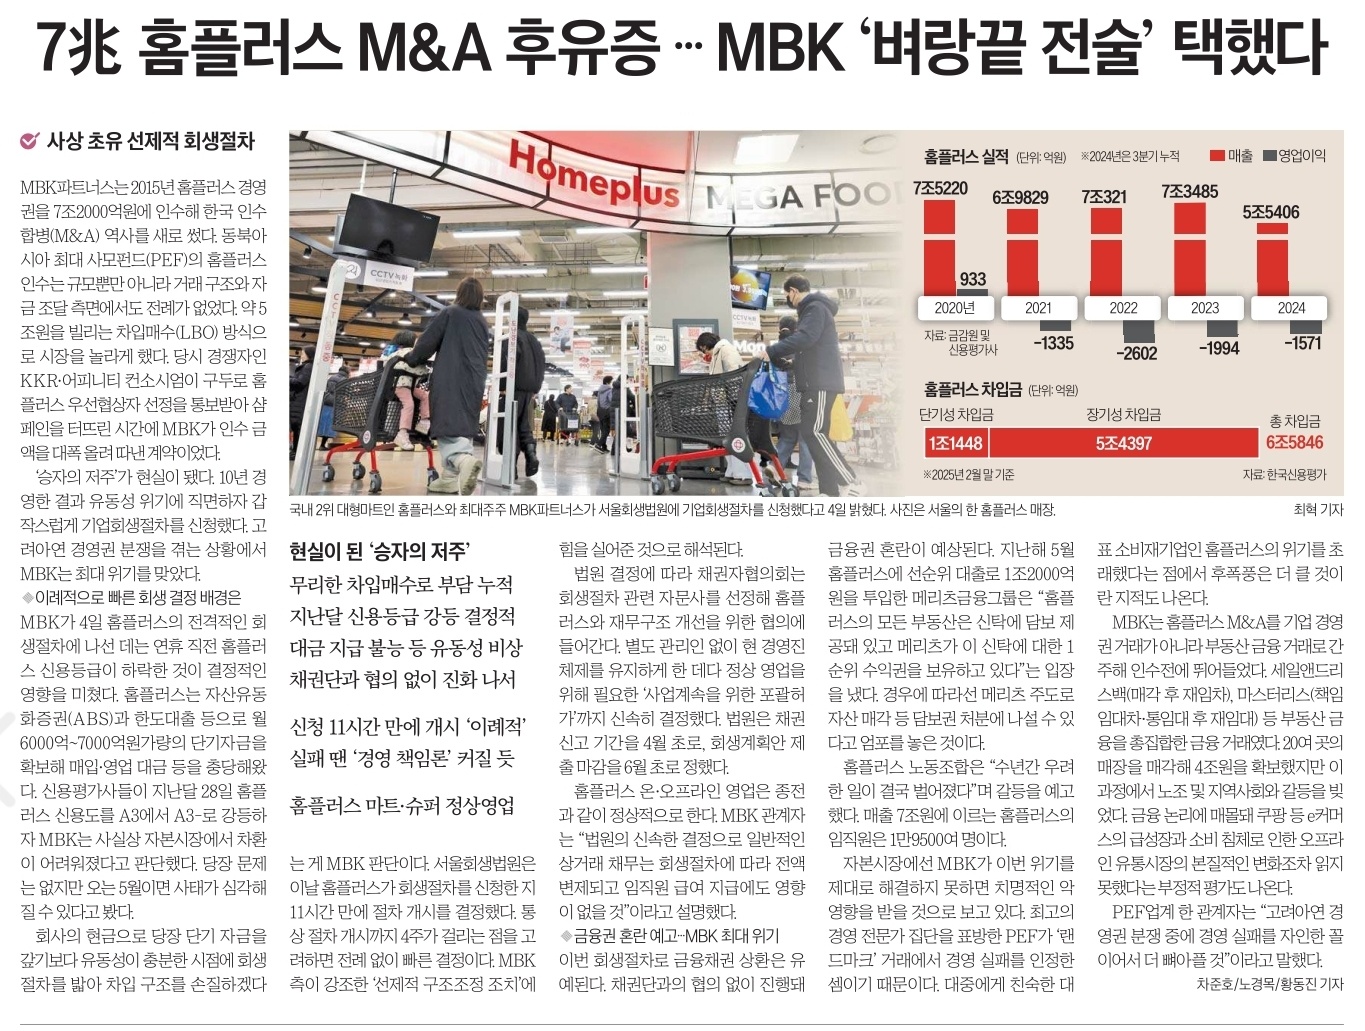 7兆 홈플러스 M&A 후유증 … MBK ‘벼랑끝 전술’ 택했다
사상 초유 선제적 회생절차
MBK파트너스는 2015년 홈플러스 경영
권을 7조2000억원에 인수해 한국 인수
합병(M&A) 역사를 새로 썼다. 동북아
시아 최대 사모펀드(PEF)의 홈플러스
인수는 규모뿐만 아니라 거래 구조와 자
금 조달 측면에서도 전례가 없었다. 약 5
조원을 빌리는 차입매수(LBO) 방식으
로 시장을 놀라게 했다. 당시 경쟁자인
KKR·어피니티 컨소시엄이 구두로 홈
플러스 우선협상자 선정을 통보받아 샴
페인을 터뜨린 시간에 MBK가 인수 금
액을 대폭 올려 따낸 계약이었다.
‘승자의 저주’가 현실이 됐다. 10년 경
영한 결과 유동성 위기에 직면하자 갑
작스럽게 기업회생절차를 신청했다. 고
려아연 경영권 분쟁을 겪는 상황에서
MBK는 최대 위기를 맞았다.
◆이례적으로 빠른 회생 결정 배경은
MBK가 4일 홈플러스의 전격적인 회
생절차에 나선 데는 연휴 직전 홈플러
스 신용등급이 하락한 것이 결정적인
영향을 미쳤다. 홈플러스는 자산유동
화증권(ABS)과 한도대출 등으로 월
6000억~7000억원가량의 단기자금을
확보해 매입·영업 대금 등을 충당해왔
다. 신용평가사들이 지난달 28일 홈플
러스 신용도를 A3에서 A3-로 강등하
자 MBK는 사실상 자본시장에서 차환
이 어려워졌다고 판단했다. 당장 문제
는 없지만 오는 5월이면 사태가 심각해
질 수 있다고 봤다.
회사의 현금으로 당장 단기 자금을
갚기보다 유동성이 충분한 시점에 회생
절차를 밟아 차입 구조를 손질하겠다
Homeplus
MEGA FOOD
CCTV 녹화
홈플러스 실적 (단위: 억원) ※2024년은 3분기 누적 매출 영업이익
7조5220 6조9829 7조321 7조3485 5조5406
933
2020년 2021 2022 2023 2024
-1335 -2602 -1994 -1571
자료: 금감원 및
신용평가사
홈플러스 차입금 (단위: 억원)
단기성 차입금 장기성 차입금 총 차입금
1조1448 5조4397 6조5846
※2025년 2월 말 기준 자료: 한국신용평가
국내 2위 대형마트인 홈플러스와 최대주주 MBK파트너스가 서울회생법원에 기업회생절차를 신청했다고 4일 밝혔다. 사진은 서울의 한 홈플러스 매장. 최혁 기자
현실이 된 ‘승자의 저주’
무리한 차입매수로 부담 누적
지난달 신용등급 강등 결정적
대금 지급 불능 등 유동성 비상
채권단과 협의 없이 진화 나서
신청 11시간 만에 개시 ‘이례적’
실패 땐 ‘경영 책임론’ 커질 듯
홈플러스 마트·슈퍼 정상영업
는 게 MBK 판단이다. 서울회생법원은
이날 홈플러스가 회생절차를 신청한 지
11시간 만에 절차 개시를 결정했다. 통
상 절차 개시까지 4주가 걸리는 점을 고
려하면 전례 없이 빠른 결정이다. MBK
측이 강조한 ‘선제적 구조조정 조치’에
힘을 실어준 것으로 해석된다.
법원 결정에 따라 채권자협의회는
회생절차 관련 자문사를 선정해 홈플
러스와 재무구조 개선을 위한 협의에
들어간다. 별도 관리인 없이 현 경영진
체제를 유지하게 한 데다 정상 영업을
위해 필요한 ‘사업계속을 위한 포괄허
가’까지 신속히 결정했다. 법원은 채권
신고 기간을 4월 초로, 회생계획안 제
출 마감을 6월 초로 정했다.
홈플러스 온·오프라인 영업은 종전
과 같이 정상적으로 한다. MBK 관계자
는 “법원의 신속한 결정으로 일반적인
상거래 채무는 회생절차에 따라 전액
변제되고 임직원 급여 지급에도 영향
이 없을 것”이라고 설명했다.
◆금융권 혼란 예고…MBK 최대 위기
이번 회생절차로 금융채권 상환은 유
예된다. 채권단과의 협의 없이 진행돼
금융권 혼란이 예상된다. 지난해 5월
홈플러스에 선순위 대출로 1조2000억
원을 투입한 메리츠금융그룹은 “홈플
러스의 모든 부동산은 신탁에 담보 제
공돼 있고 메리츠가 이 신탁에 대한 1
순위 수익권을 보유하고 있다”는 입장
을 냈다. 경우에 따라선 메리츠 주도로
자산 매각 등 담보권 처분에 나설 수 있
다고 엄포를 놓은 것이다.
홈플러스 노동조합은 “수년간 우려
한 일이 결국 벌어졌다”며 갈등을 예고
했다. 매출 7조원에 이르는 홈플러스의
임직원은 1만9500여 명이다.
자본시장에선 MBK가 이번 위기를
제대로 해결하지 못하면 치명적인 악
영향을 받을 것으로 보고 있다. 최고의
경영 전문가 집단을 표방한 PEF가 ‘랜
드마크’ 거래에서 경영 실패를 인정한
셈이기 때문이다. 대중에게 친숙한 대
표 소비재기업인 홈플러스의 위기를 초
래했다는 점에서 후폭풍은 더 클 것이
란 지적도 나온다.
MBK는 홈플러스 M&A를 기업 경영
권 거래가 아니라 부동산 금융 거래로 간
주해 인수전에 뛰어들었다. 세일앤드리
스백(매각 후 재임차), 마스터리스(책임
임대차·통임대 후 재임대) 등 부동산 금
융을 총집합한 금융 거래였다. 20여 곳의
매장을 매각해 4조원을 확보했지만 이
과정에서 노조 및 지역사회와 갈등을 빚
었다. 금융 논리에 매몰돼 쿠팡 등 e커머
스의 급성장과 소비 침체로 인한 오프라
인 유통시장의 본질적인 변화조차 읽지
못했다는 부정적 평가도 나온다.
PEF업계 한 관계자는 “고려아연 경
영권 분쟁 중에 경영 실패를 자인한 꼴
이어서 더 뼈아플 것”이라고 말했다.
차준호/노경목/황동진 기자